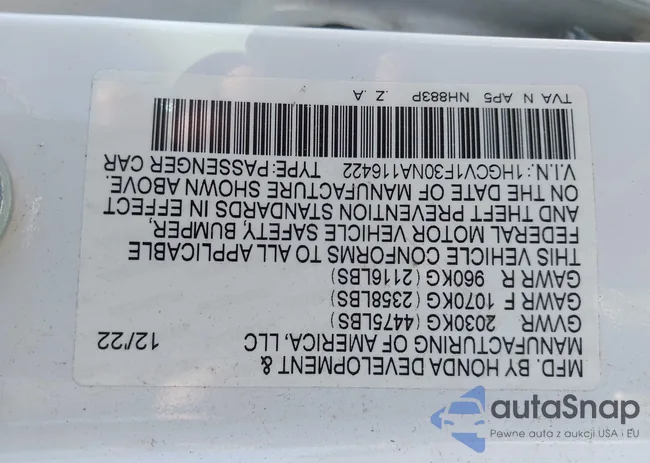 MFD. BY HONDA DEVELOPMENT &
MANUFACTURING OF AMERICA, LLC 12/22
GVWR 2030KG (4475LBS)
GAWR F 1070KG (2358LBS)
GAWR R 960KG (2116LBS)
THIS VEHICLE CONFORMS TO ALL APPLICABLE
FEDERAL MOTOR VEHICLE SAFETY, BUMPER,
AND THEFT PREVENTION STANDARDS IN EFFECT
ON THE DATE OF MANUFACTURE SHOWN ABOVE.
V.I.N.:1HGCV1F30NA116422 TYPE:PASSENGER CAR
.Z .A
TVA N AP5 NH883P
autaSnap
Pewne auta z aukcji USA i EU